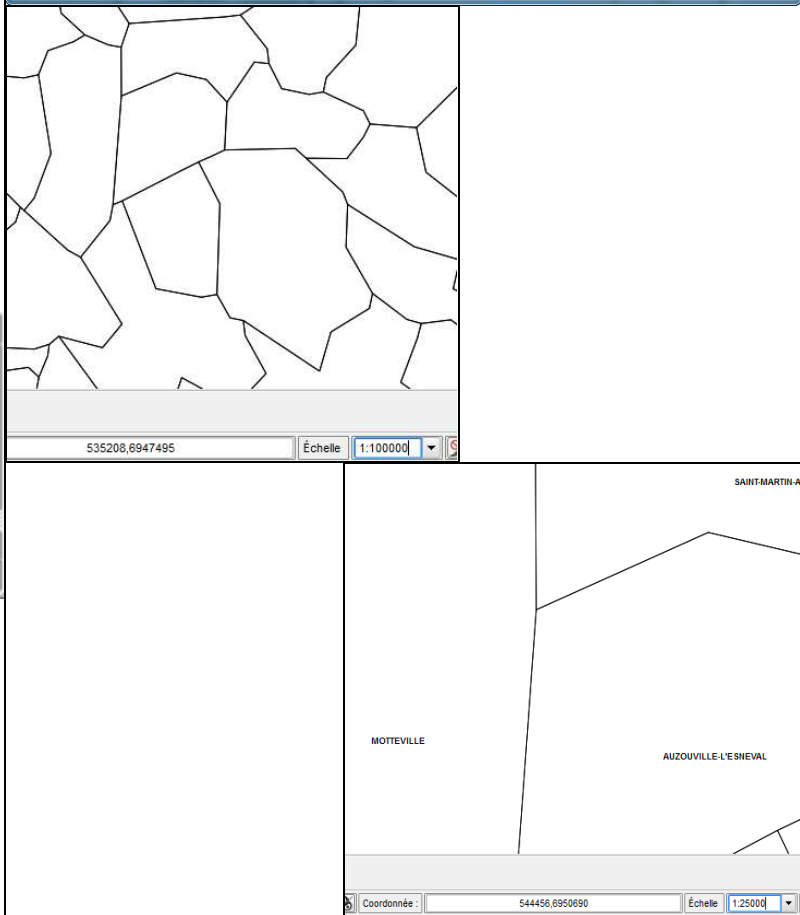 535208,6947495 Échelle 1:100000
SAINT-MARTIN-A
MOTTEVILLE
AUZOUVILLE-L'ESNEVAL
Coordonnée : 544456,6950690 Échelle 1:25000